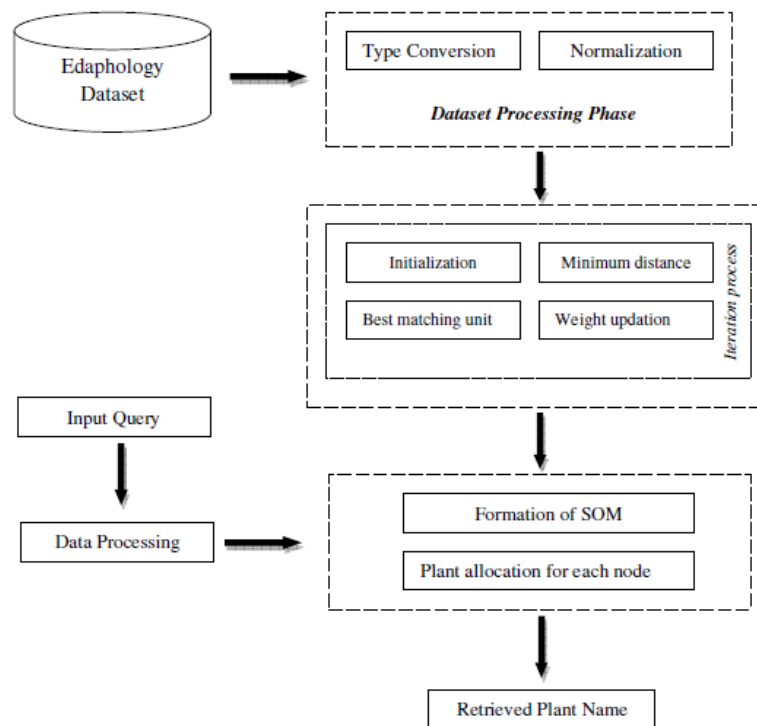 Edaphology
Dataset
Type Conversion
Normalization
Dataset Processing Phase
Initialization
Minimum distance
Best matching unit
Weight updation
Iteration process
Input Query
Data Processing
Formation of SOM
Plant allocation for each node
Retrieved Plant Name